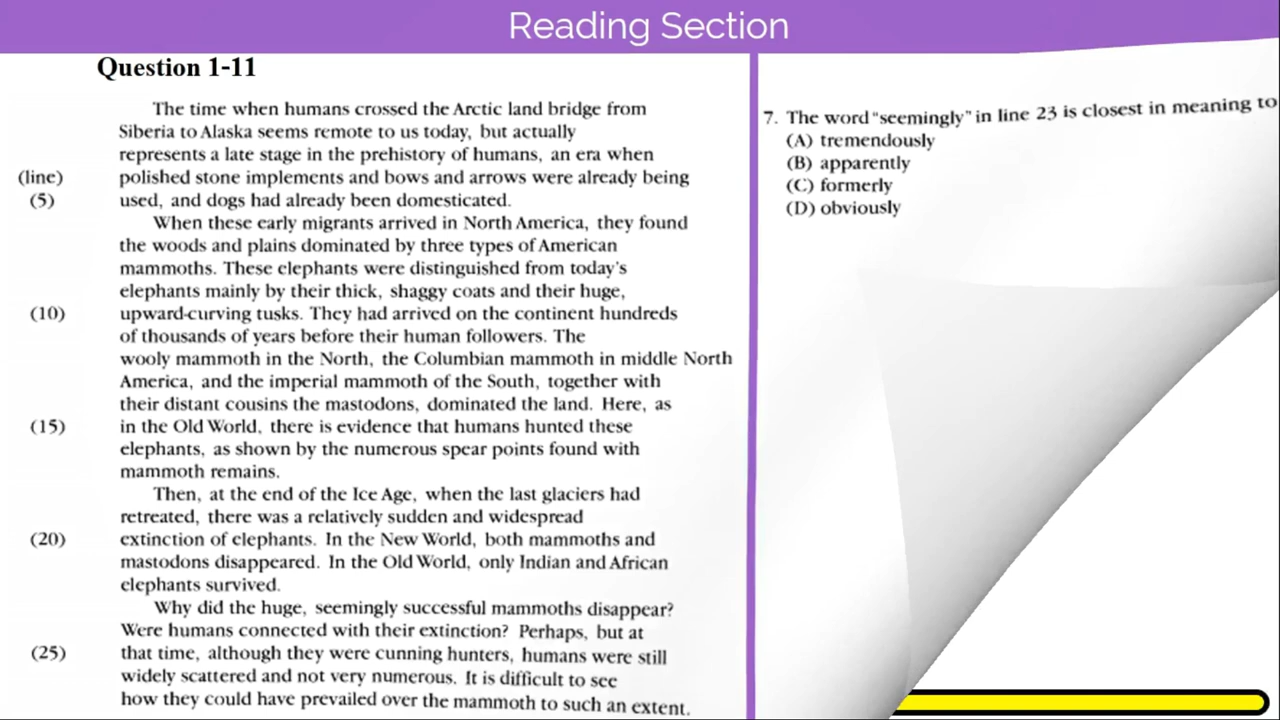 Reading Section
Question 1-11
The time when humans crossed the Arctic land bridge from
Siberia to Alaska seems remote to us today, but actually
represents a late stage in the prehistory of humans, an era when
(line) polished stone implements and bows and arrows were already being
(5) used, and dogs had already been domesticated.
When these early migrants arrived in North America, they found
the woods and plains dominated by three types of American
mammoths. These elephants were distinguished from today's
elephants mainly by their thick, shaggy coats and their huge,
(10) upward-curving tusks. They had arrived on the continent hundreds
of thousands of years before their human followers. The
wooly mammoth in the North, the Columbian mammoth in middle North
America, and the imperial mammoth of the South, together with
their distant cousins the mastodons, dominated the land. Here, as
(15) in the Old World, there is evidence that humans hunted these
elephants, as shown by the numerous spear points found with
mammoth remains.
Then, at the end of the Ice Age, when the last glaciers had
retreated, there was a relatively sudden and widespread
(20) extinction of elephants. In the New World, both mammoths and
mastodons disappeared. In the Old World, only Indian and African
elephants survived.
Why did the huge, seemingly successful mammoths disappear?
Were humans connected with their extinction? Perhaps, but at
(25) that time, although they were cunning hunters, humans were still
widely scattered and not very numerous. It is difficult to see
how they could have prevailed over the mammoth to such an extent.
7. The word "seemingly" in line 23 is closest in meaning to
(A) tremendously
(B) apparently
(C) formerly
(D) obviously